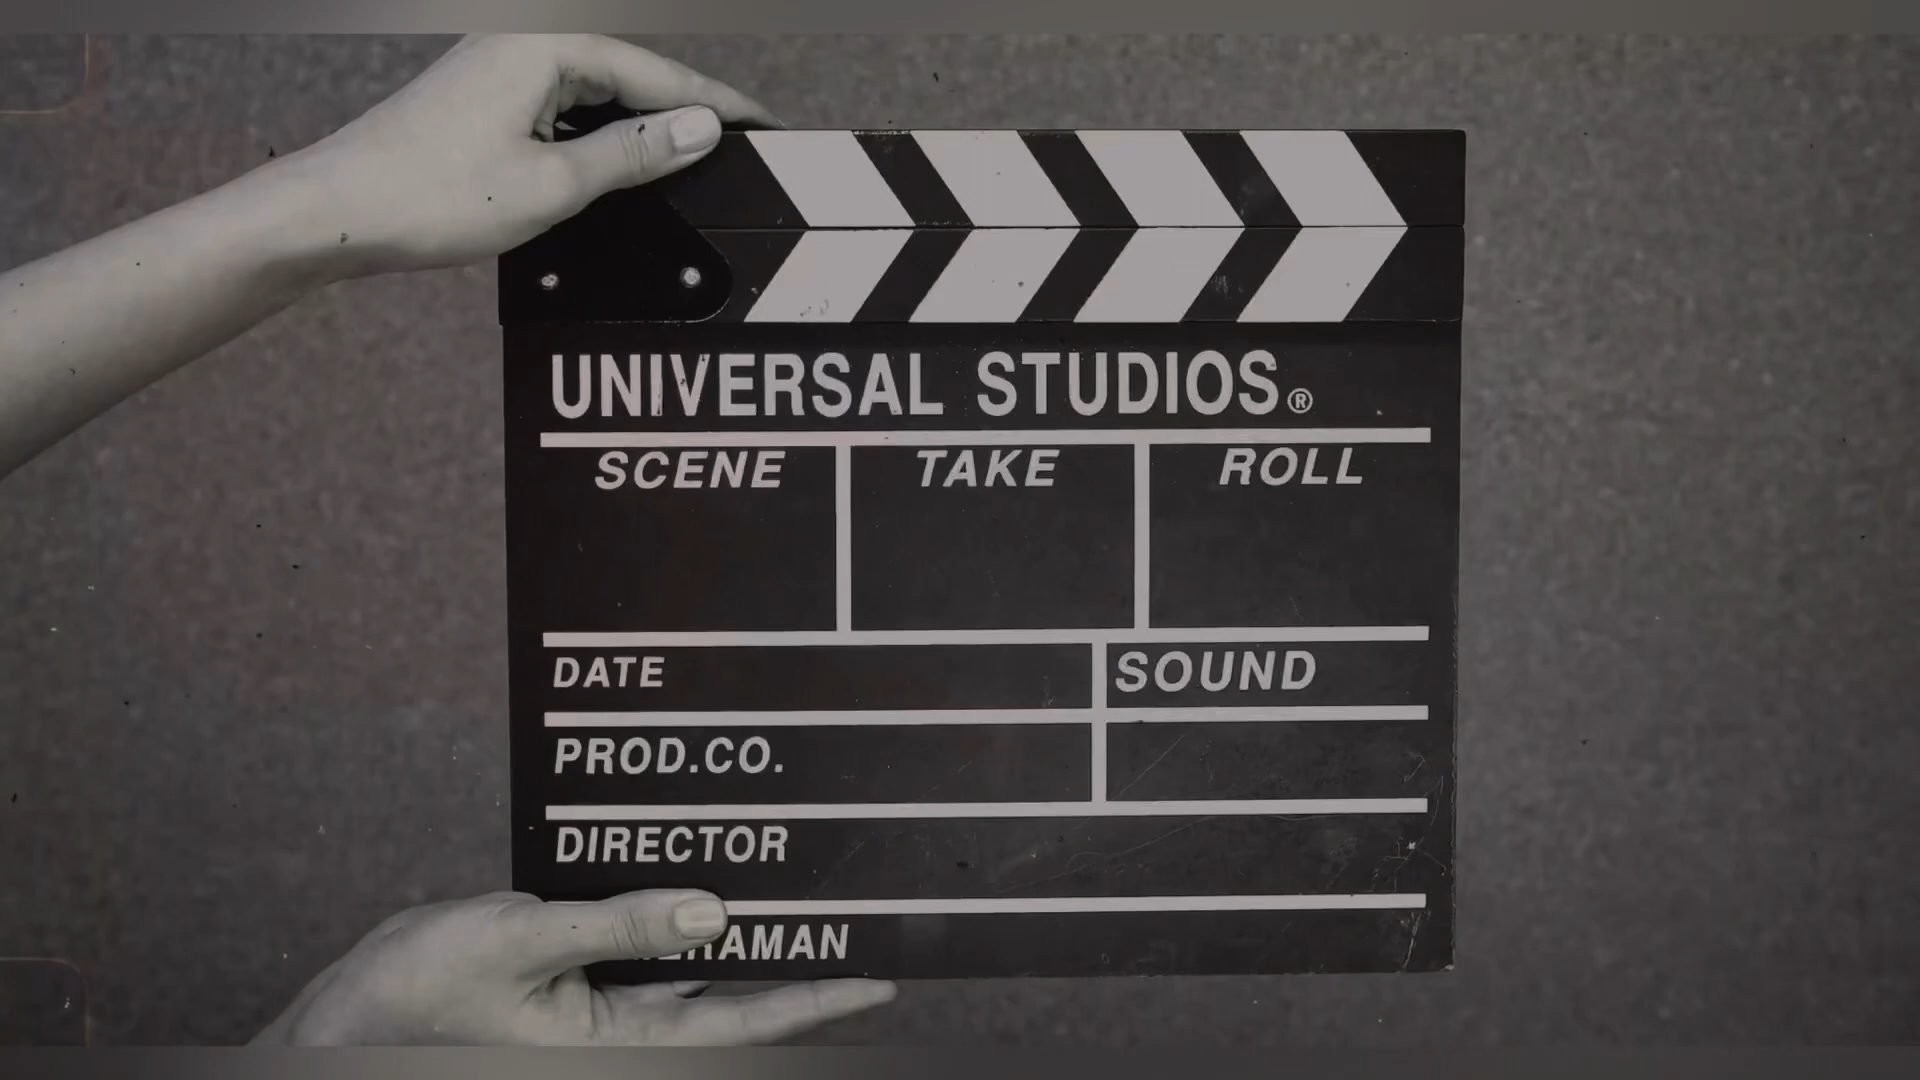 UNIVERSAL STUDIOS®
SCENE TAKE ROLL
DATE SOUND
PROD.CO.
DIRECTOR